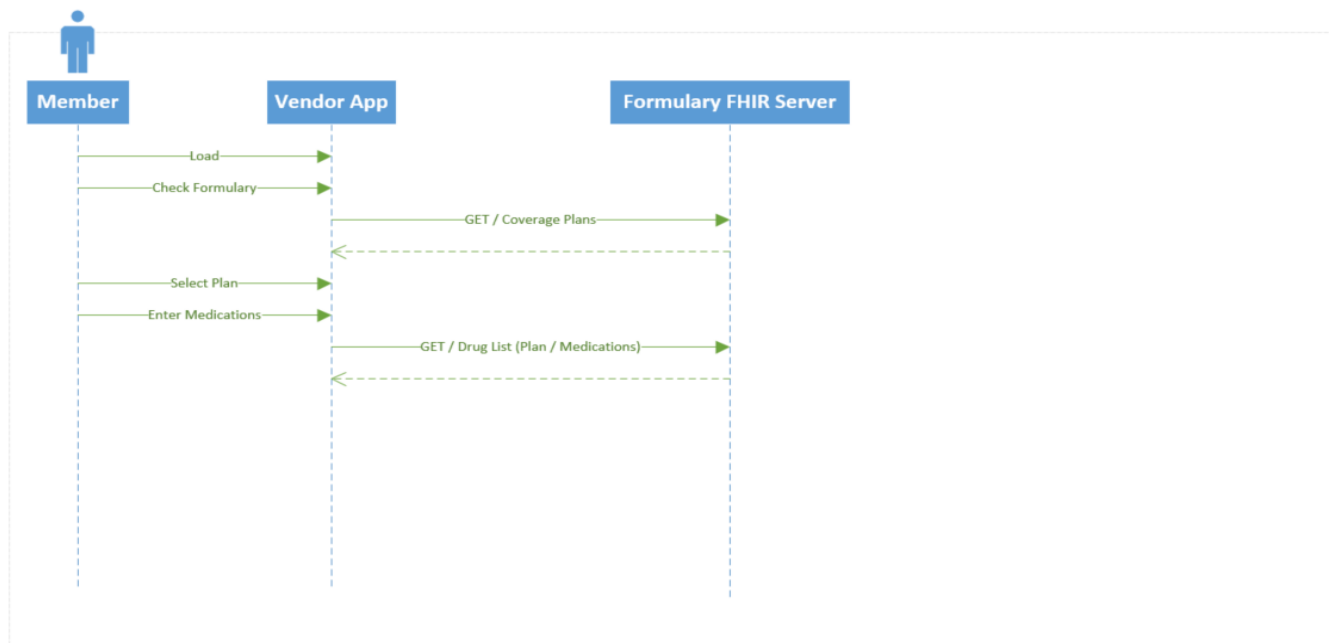 Member
Vendor App
Formulary FHIR Server
Load
Check Formulary
GET / Coverage Plans
Select Plan
Enter Medications
GET / Drug List (Plan / Medications)